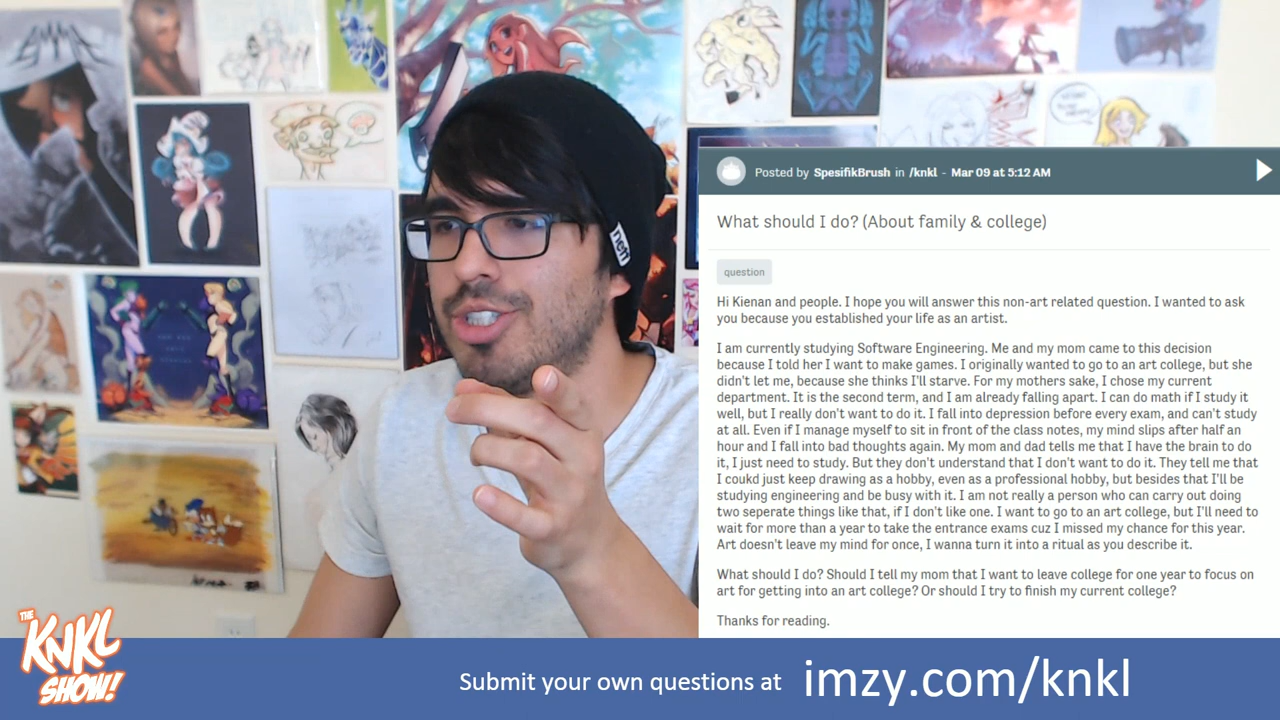 Posted by SpesifikBrush in /knkl - Mar 09 at 5:12 AM
What should I do? (About family & college)
question
Hi Kienan and people. I hope you will answer this non-art related question. I wanted to ask
you because you established your life as an artist.
I am currently studying Software Engineering. Me and my mom came to this decision
because I told her I want to make games. I originally wanted to go to an art college, but she
didn't let me, because she thinks I'll starve. For my mothers sake, I chose my current
department. It is the second term, and I am already falling apart. I can do math if I study it
well, but I really don't want to do it. I fall into depression before every exam, and can't study
at all. Even if I manage myself to sit in front of the class notes, my mind slips after half an
hour and I fall into bad thoughts again. My mom and dad tells me that I have the brain to do
it, I just need to study. But they don't understand that I don't want to do it. They tell me that
I coukd just keep drawing as a hobby, even as a professional hobby, but besides that I'll be
studying engineering and be busy with it. I am not really a person who can carry out doing
two seperate things like that, if I don't like one. I want to go to an art college, but I'll need to
wait for more than a year to take the entrance exams cuz I missed my chance for this year.
Art doesn't leave my mind for once, I wanna turn it into a ritual as you describe it.
What should I do? Should I tell my mom that I want to leave college for one year to focus on
art for getting into an art college? Or should I try to finish my current college?
Thanks for reading.
neff
THE
KNKL
SHOW!
Submit your own questions at imzy.com/knkl